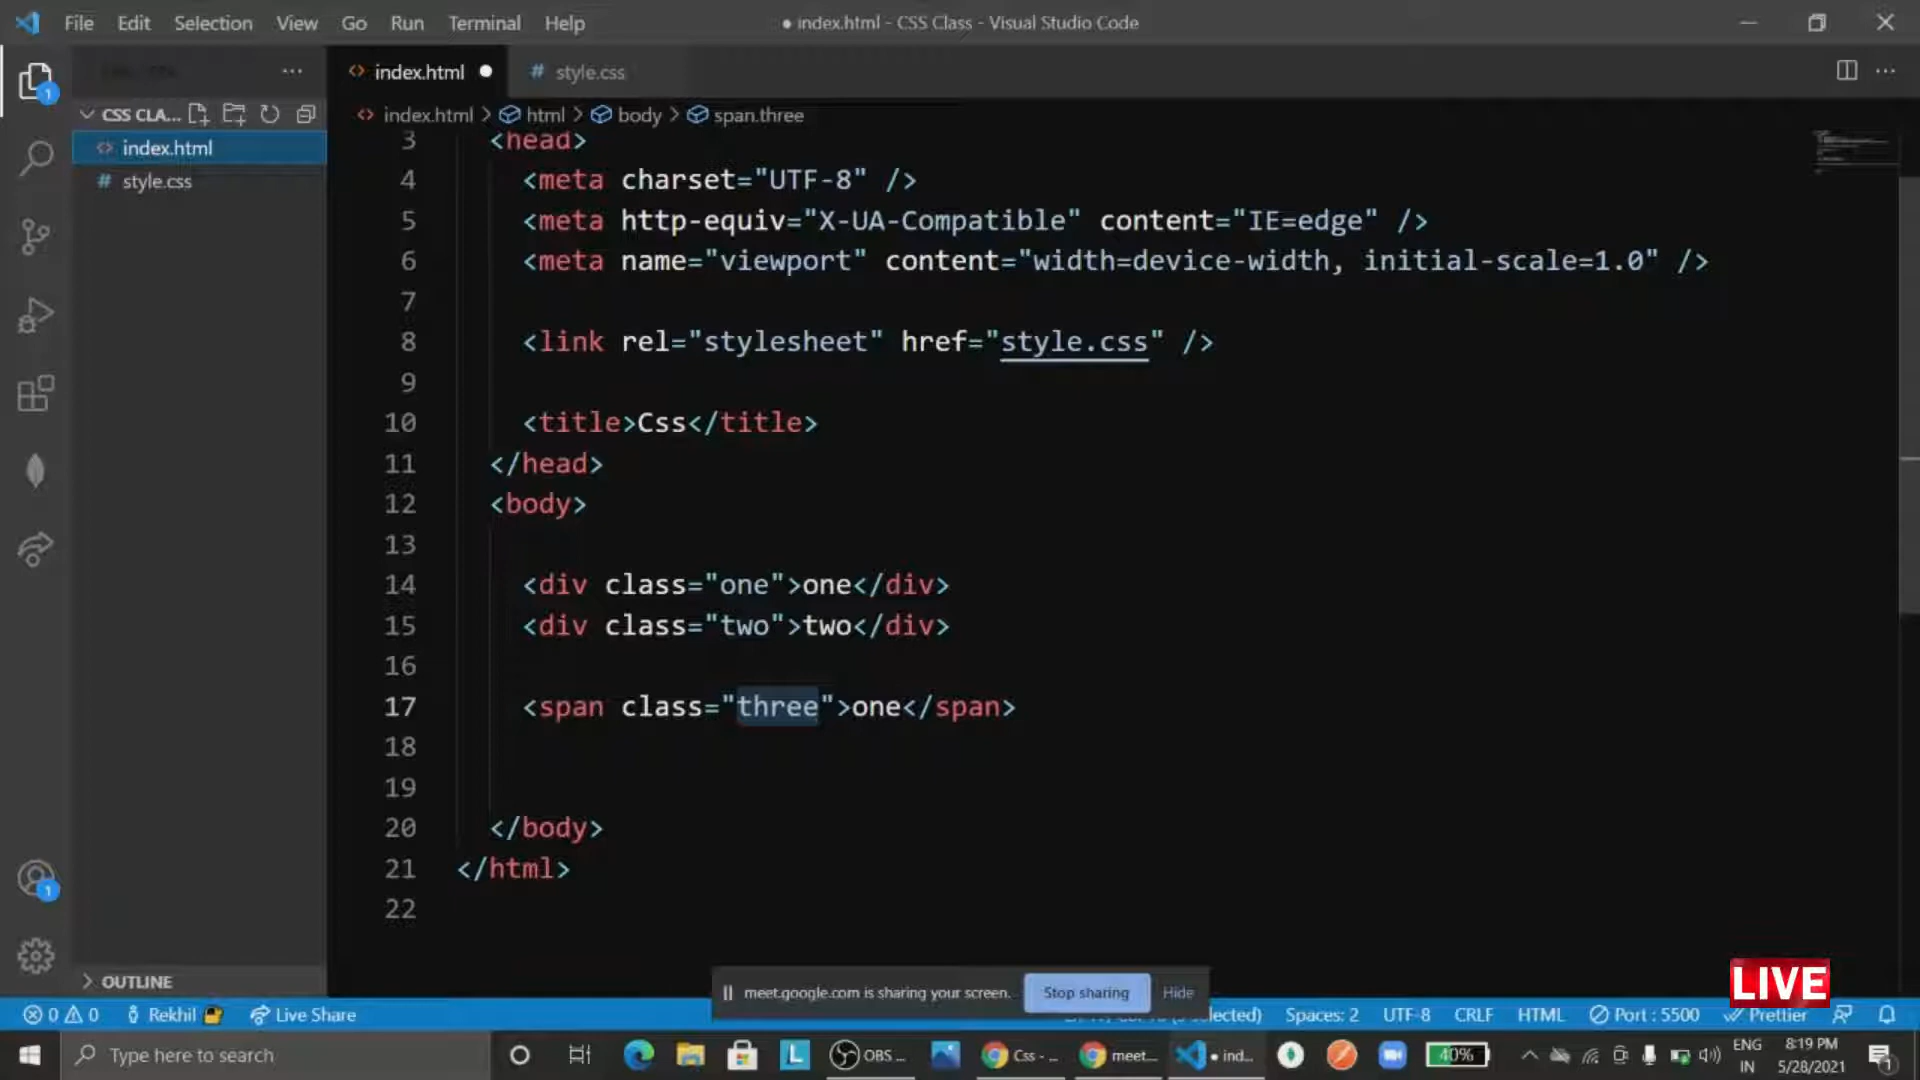 File Edit Selection View Go Run Terminal Help
● index.html - CSS Class - Visual Studio Code
index.html
# style.css
CSS CLA...
index.html
# style.css
index.html > html > body > span.three
3 <head>
4 <meta charset="UTF-8" />
5 <meta http-equiv="X-UA-Compatible" content="IE=edge" />
6 <meta name="viewport" content="width=device-width, initial-scale=1.0" />
7
8 <link rel="stylesheet" href="style.css" />
9
10 <title>Css</title>
11 </head>
12 <body>
13
14 <div class="one">one</div>
15 <div class="two">two</div>
16
17 <span class="three">one</span>
18
19
20 </body>
21 </html>
22
1
1
OUTLINE
LIVE
meet.google.com is sharing your screen. Stop sharing Hide
0 0 Rekhil Live Share
selected) Spaces: 2 UTF-8 CRLF HTML Port : 5500 Prettier
Type here to search
L
OBS ...
Css - ...
meet...
● ind...
40%
ENG
IN
8:19 PM
5/28/2021
1